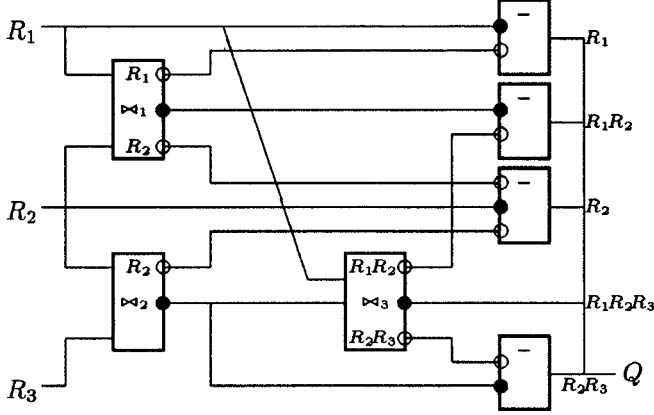 R₁
−
R₁
R₁
⋈₁
−
R₁R₂
R₂
−
R₂
R₂
R₂
R₁R₂
⋈₂
⋈₃
R₁R₂R₃
R₂R₃
−
R₃
R₂R₃
Q